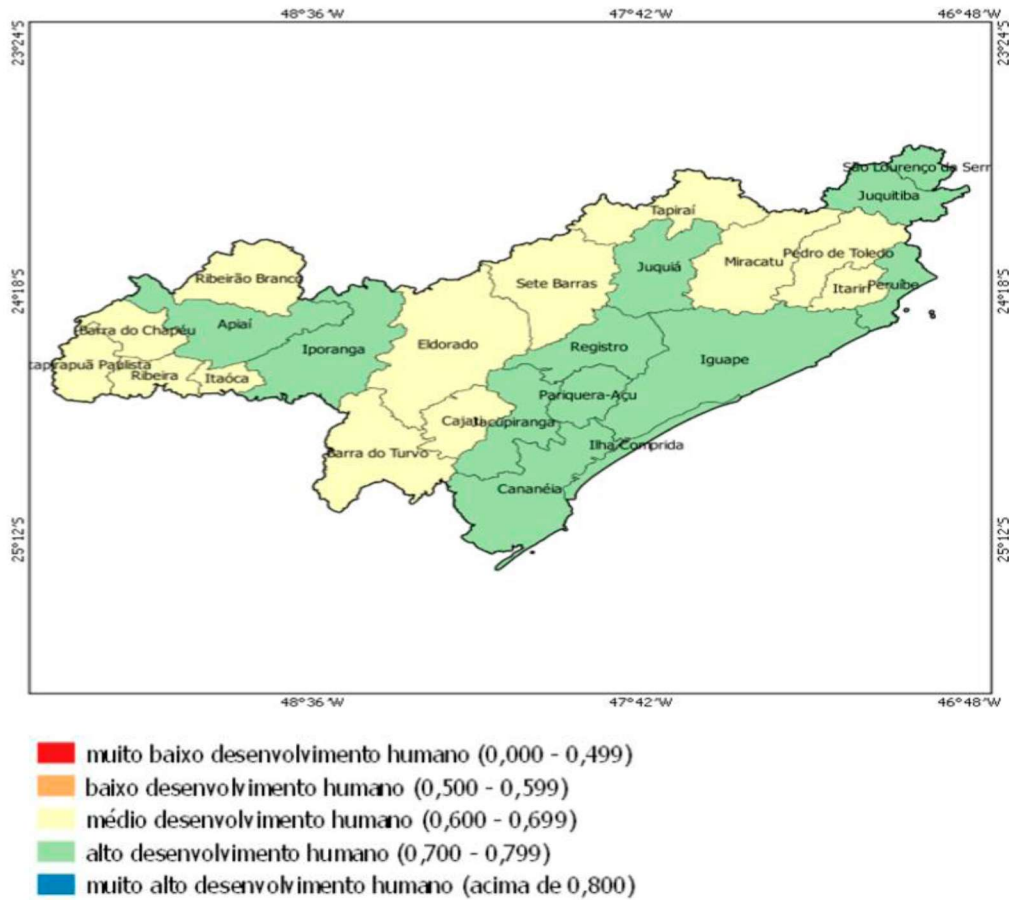 48°36'W
47°42'W
46°48'W
23°24'S
23°24'S
São Lourenço da Serr
Juquitiba
Tapiraí
Pedro de Toledo
Miracatu
Juquiá
Ribeirão Branco
Sete Barras
Itariri
Peruíbe
24°18'S
24°18'S
Apiaí
Barra do Chapéu
Eldorado
Iporanga
Registro
Iguape
tapirapuã Paulista
Ribeira
Itaóca
Pariquera-Açu
Cajati
Jacupiranga
Ilha Comprida
Barra do Turvo
Cananéia
25°12'S
25°12'S
48°36'W
47°42'W
46°48'W
muito baixo desenvolvimento humano (0,000 - 0,499)
baixo desenvolvimento humano (0,500 - 0,599)
médio desenvolvimento humano (0,600 - 0,699)
alto desenvolvimento humano (0,700 - 0,799)
muito alto desenvolvimento humano (acima de 0,800)